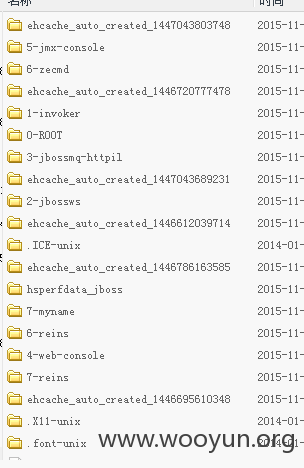 名称 时间
ehcache_auto_created_1447043803748 2015-11-
5-jmx-console 2015-11-
6-zecmd 2015-11-
ehcache_auto_created_1446720777478 2015-11-
1-invoker 2015-11-
0-ROOT 2015-11-
3-jbossmq-httpil 2015-11-
ehcache_auto_created_1447043689231 2015-11-
2-jbossws 2015-11-
ehcache_auto_created_1446612039714 2015-11-
.ICE-unix 2014-01-
ehcache_auto_created_1446786163585 2015-11-
hsperfdata_jboss 2015-11-
7-myname 2015-11-
6-reins 2015-11-
4-web-console 2015-11-
7-reins 2015-11-
ehcache_auto_created_1446695610348 2015-11-
.X11-unix 2014-01-
.font-unix 2014-01-
www.wooyun.org